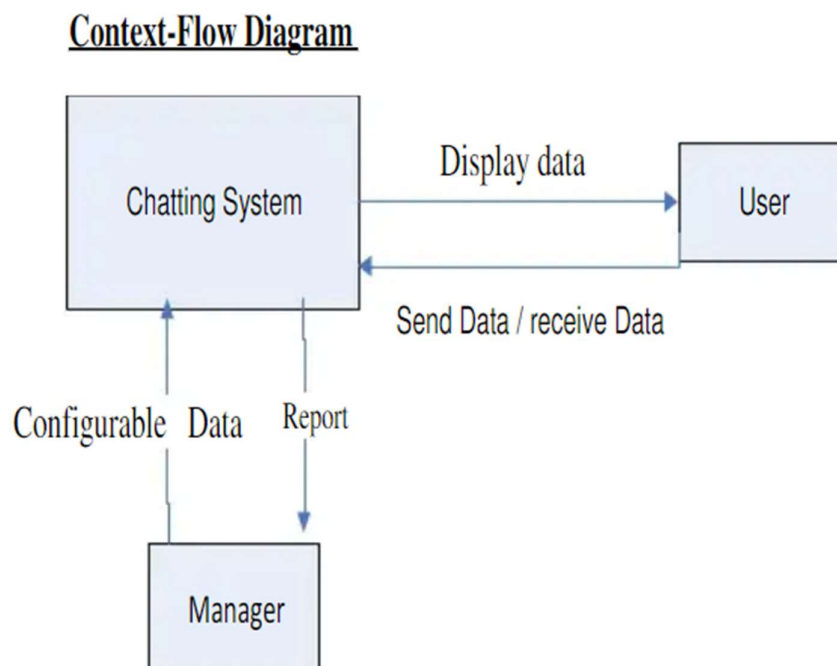 Context-Flow Diagram
Chatting System
Display data
User
Send Data / receive Data
Configurable Data
Report
Manager